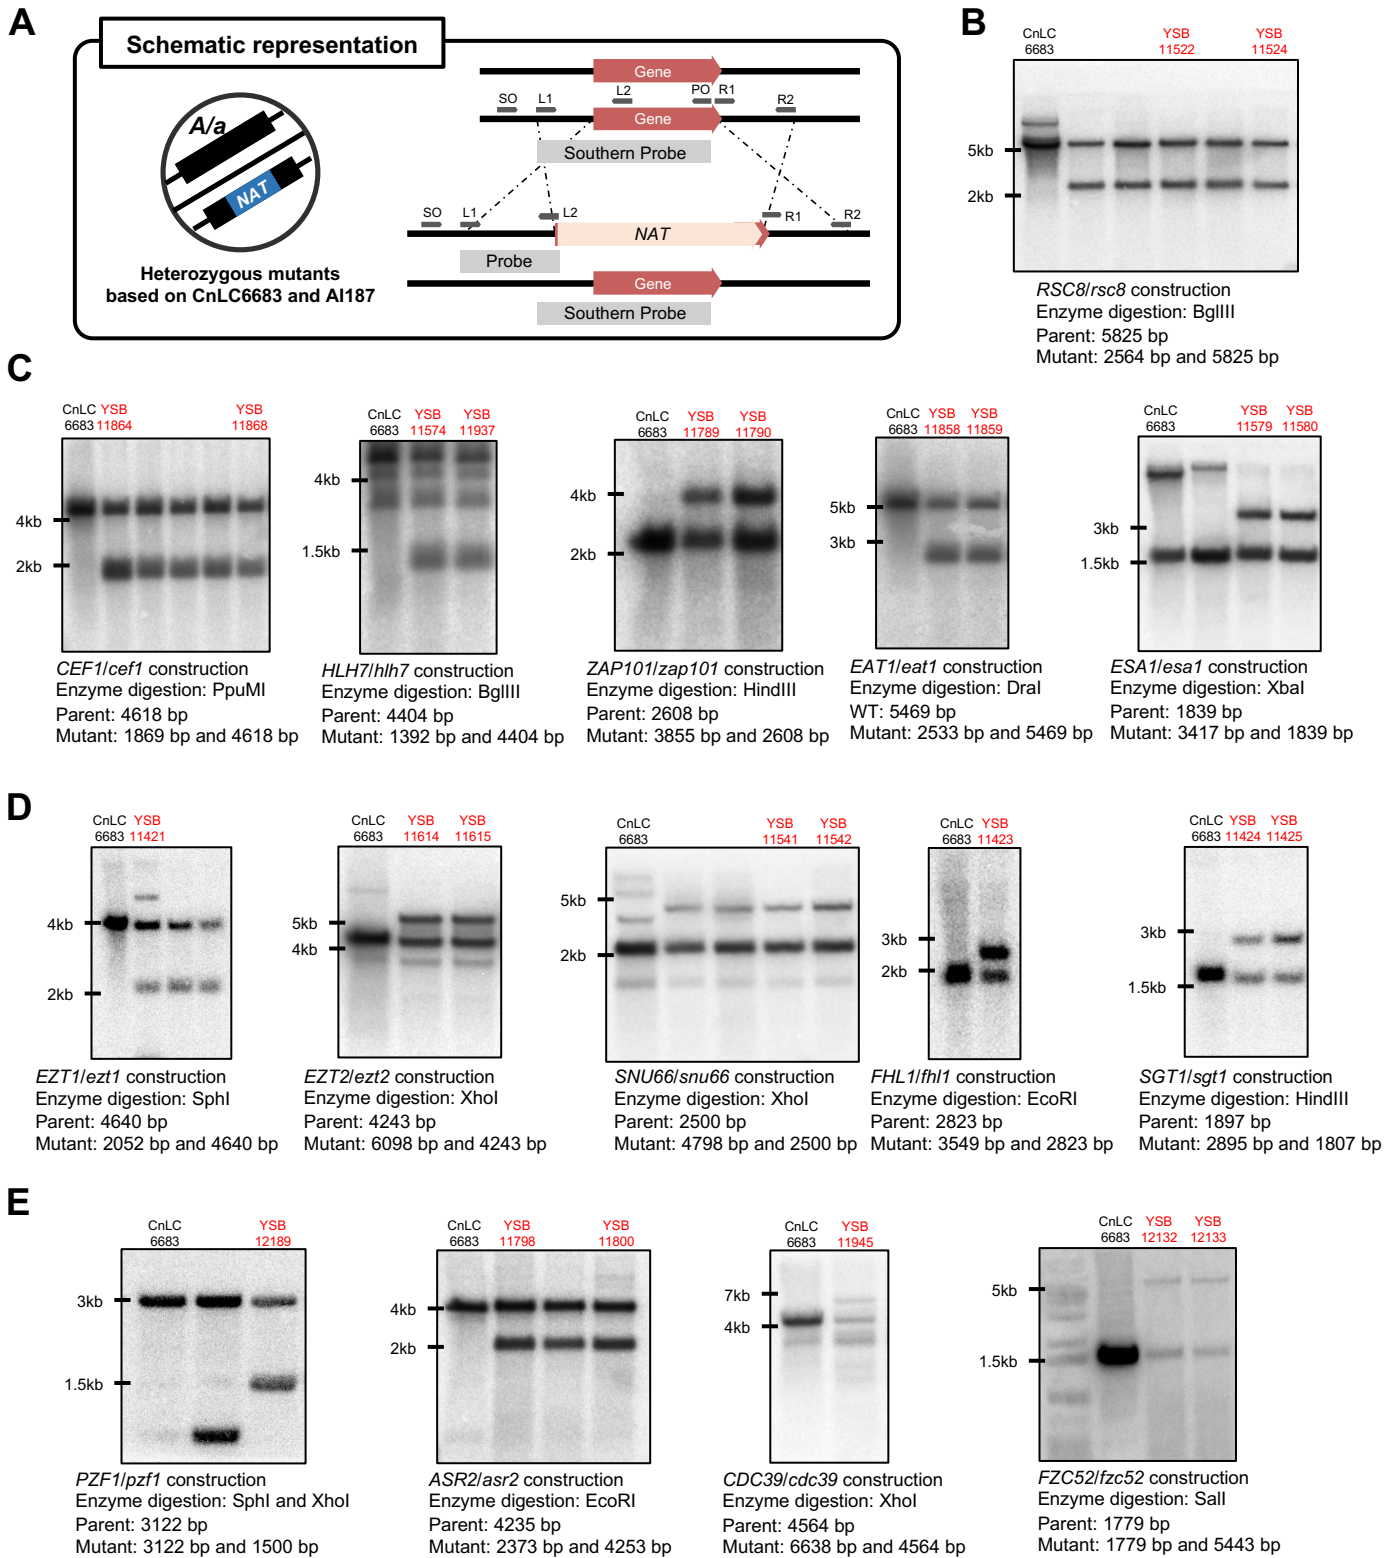 A
Schematic representation
A/a
NAT
Heterozygous mutants
based on CnLC6683 and AI187
Gene
SO L1 L2 PO R1 R2
Gene
Southern Probe
SO L1 L2 R1 R2
NAT
Probe
Gene
Southern Probe
B
CnLC YSB YSB
6683 11522 11524
5kb
2kb
RSC8/rsc8 construction
Enzyme digestion: BglIII
Parent: 5825 bp
Mutant: 2564 bp and 5825 bp
C
CnLC YSB YSB
6683 11864 11868
4kb
2kb
CEF1/cef1 construction
Enzyme digestion: PpuMI
Parent: 4618 bp
Mutant: 1869 bp and 4618 bp
CnLC YSB YSB
6683 11574 11937
4kb
1.5kb
HLH7/hlh7 construction
Enzyme digestion: BglIII
Parent: 4404 bp
Mutant: 1392 bp and 4404 bp
CnLC YSB YSB
6683 11789 11790
4kb
2kb
ZAP101/zap101 construction
Enzyme digestion: HindIII
Parent: 2608 bp
Mutant: 3855 bp and 2608 bp
CnLC YSB YSB
6683 11858 11859
5kb
3kb
EAT1/eat1 construction
Enzyme digestion: DraI
WT: 5469 bp
Mutant: 2533 bp and 5469 bp
CnLC YSB YSB
6683 11579 11580
3kb
1.5kb
ESA1/esa1 construction
Enzyme digestion: XbaI
Parent: 1839 bp
Mutant: 3417 bp and 1839 bp
D
CnLC YSB
6683 11421
4kb
2kb
EZT1/ezt1 construction
Enzyme digestion: SphI
Parent: 4640 bp
Mutant: 2052 bp and 4640 bp
CnLC YSB YSB
6683 11614 11615
5kb
4kb
EZT2/ezt2 construction
Enzyme digestion: XhoI
Parent: 4243 bp
Mutant: 6098 bp and 4243 bp
CnLC YSB YSB
6683 11541 11542
5kb
2kb
SNU66/snu66 construction
Enzyme digestion: XhoI
Parent: 2500 bp
Mutant: 4798 bp and 2500 bp
CnLC YSB
6683 11423
3kb
2kb
FHL1/fhl1 construction
Enzyme digestion: EcoRI
Parent: 2823 bp
Mutant: 3549 bp and 2823 bp
CnLC YSB YSB
6683 11424 11425
3kb
1.5kb
SGT1/sgt1 construction
Enzyme digestion: HindIII
Parent: 1897 bp
Mutant: 2895 bp and 1807 bp
E
CnLC YSB
6683 12189
3kb
1.5kb
PZF1/pzf1 construction
Enzyme digestion: SphI and XhoI
Parent: 3122 bp
Mutant: 3122 bp and 1500 bp
CnLC YSB YSB
6683 11798 11800
4kb
2kb
ASR2/asr2 construction
Enzyme digestion: EcoRI
Parent: 4235 bp
Mutant: 2373 bp and 4253 bp
CnLC YSB
6683 11945
7kb
4kb
CDC39/cdc39 construction
Enzyme digestion: XhoI
Parent: 4564 bp
Mutant: 6638 bp and 4564 bp
CnLC YSB YSB
6683 12132 12133
5kb
1.5kb
FZC52/fzc52 construction
Enzyme digestion: SalI
Parent: 1779 bp
Mutant: 1779 bp and 5443 bp